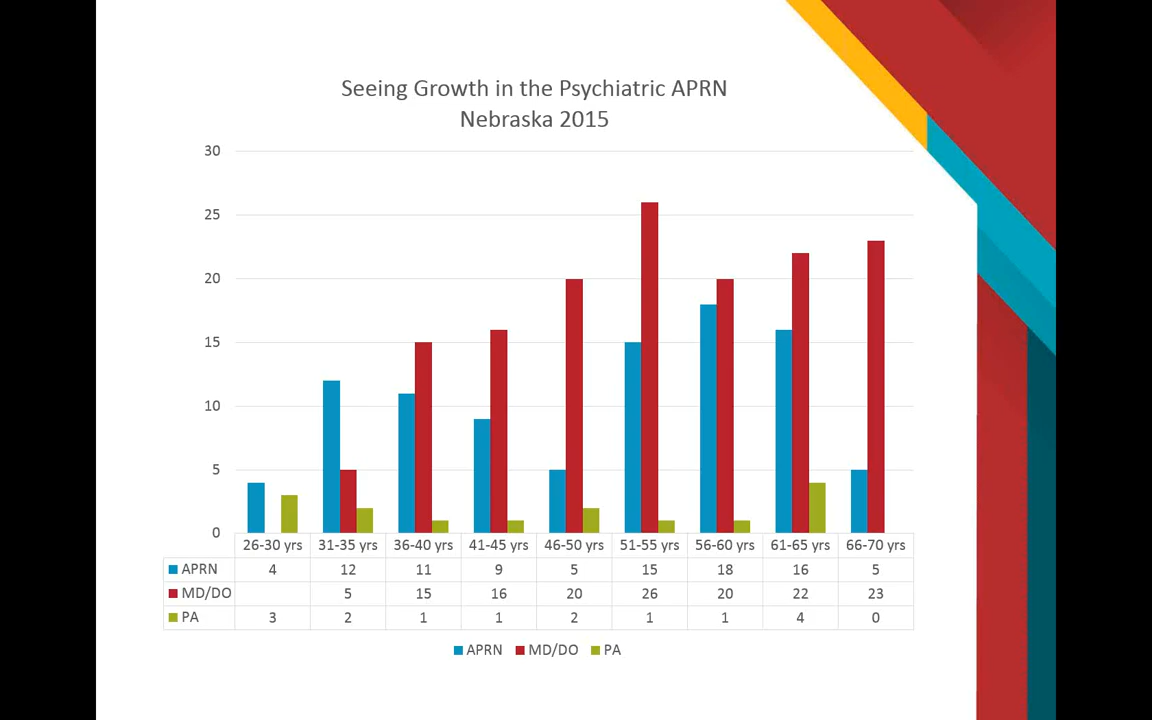 Seeing Growth in the Psychiatric APRN
Nebraska 2015
30
25
20
15
10
5
0
26-30 yrs 31-35 yrs 36-40 yrs 41-45 yrs 46-50 yrs 51-55 yrs 56-60 yrs 61-65 yrs 66-70 yrs
APRN 4 12 11 9 5 15 18 16 5
MD/DO 5 15 16 20 26 20 22 23
PA 3 2 1 1 2 1 1 4 0
APRN MD/DO PA